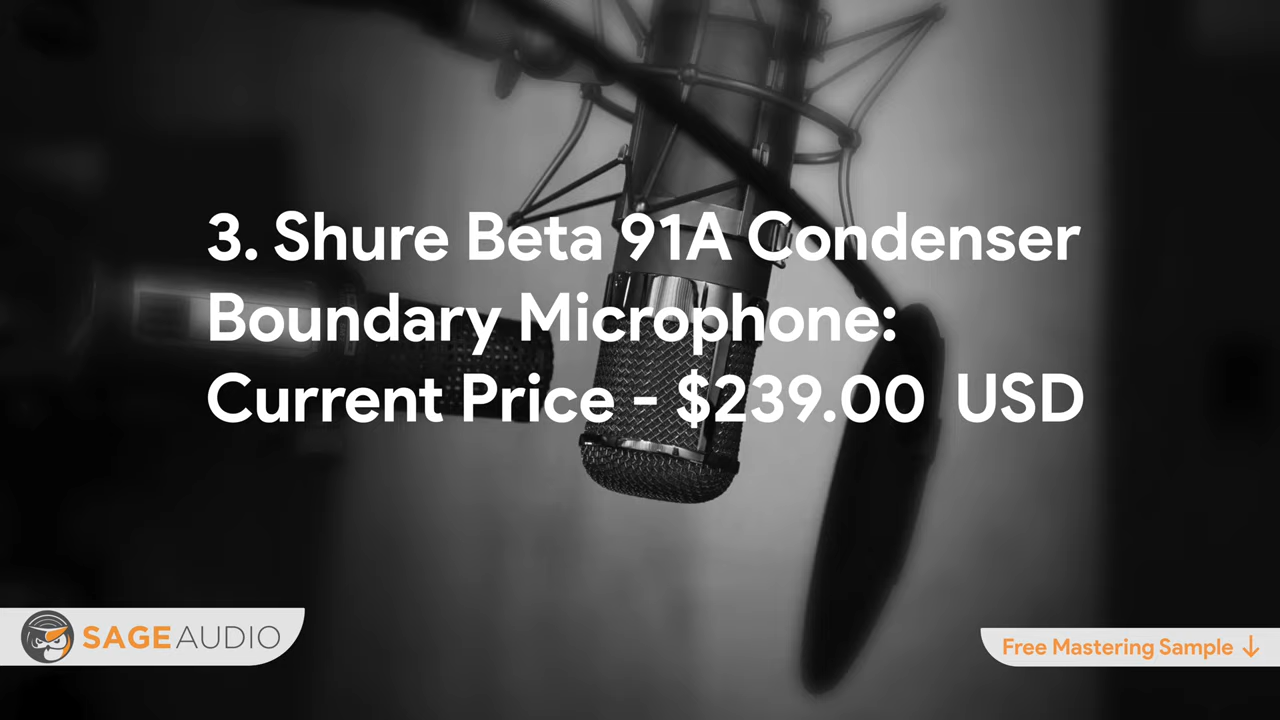 3. Shure Beta 91A Condenser
Boundary Microphone:
Current Price - $239.00 USD
SAGE AUDIO
Free Mastering Sample ↓